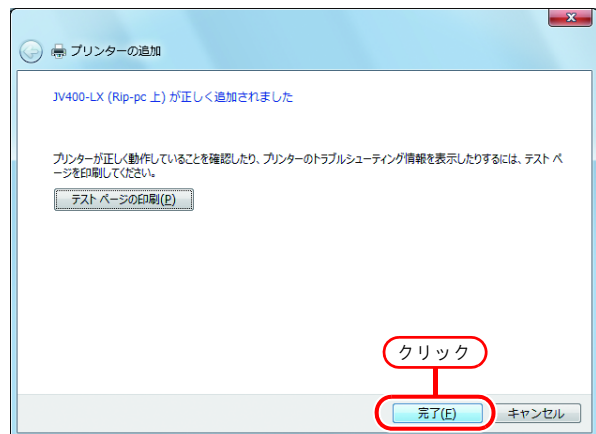 プリンターの追加
JV400-LX (Rip-pc 上) が正しく追加されました
プリンターが正しく動作していることを確認したり、プリンターのトラブルシューティング情報を表示したりするには、テスト ペ
ージを印刷してください。
テスト ページの印刷(P)
クリック
完了(F)
キャンセル